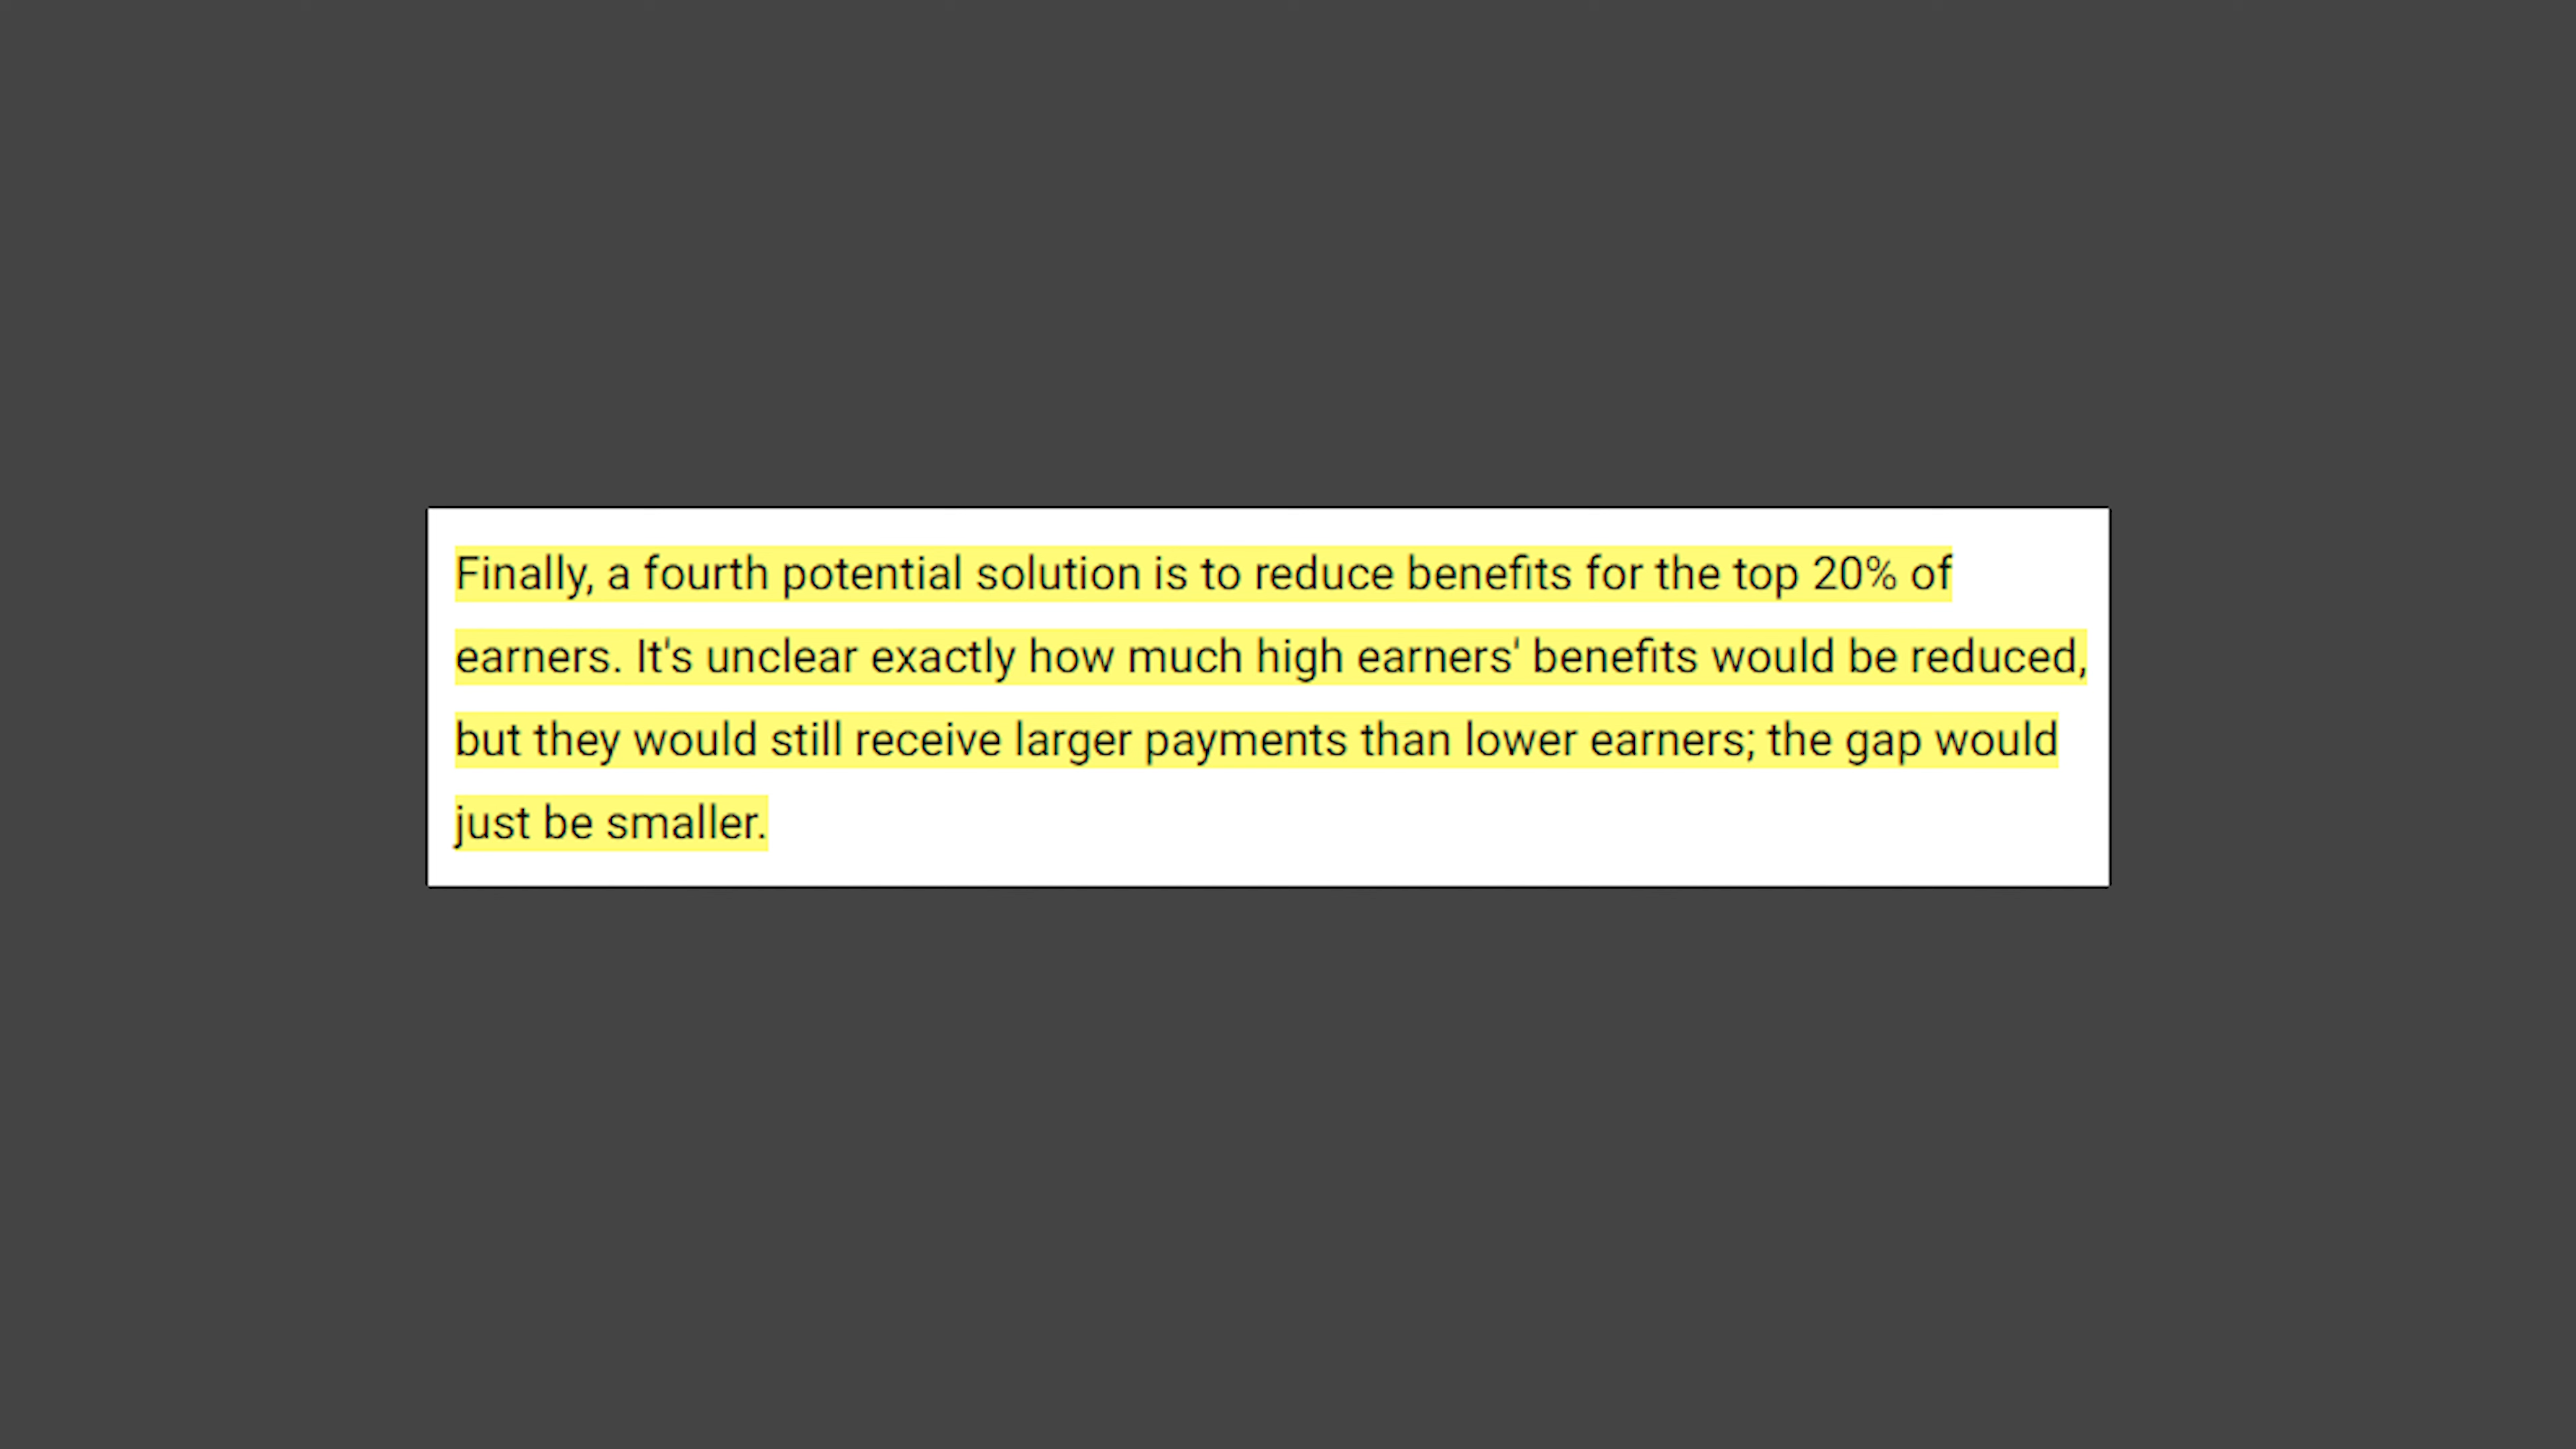 Finally, a fourth potential solution is to reduce benefits for the top 20% of
earners. It's unclear exactly how much high earners' benefits would be reduced,
but they would still receive larger payments than lower earners; the gap would
just be smaller.